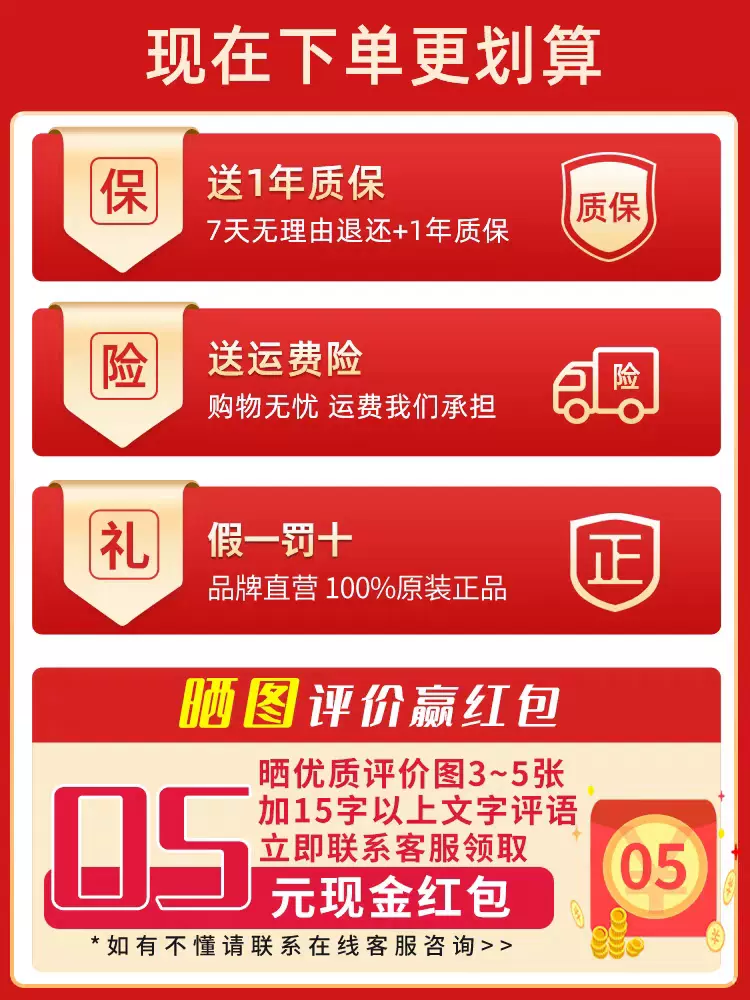 现在下单更划算
保
送1年质保
7天无理由退还+1年质保
质保
险
送运费险
购物无忧 运费我们承担
险
礼
假一罚十
品牌直营 100%原装正品
正
晒图评价赢红包
晒优质评价图3~5张
加15字以上文字评语
立即联系客服领取
05
元现金红包
05
*如有不懂请联系在线客服咨询>>